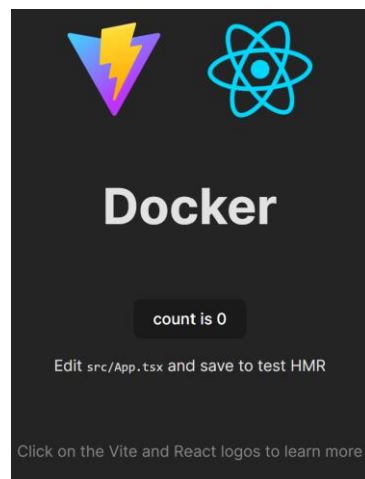 Docker
count is 0
Edit src/App.tsx and save to test HMR
Click on the Vite and React logos to learn more